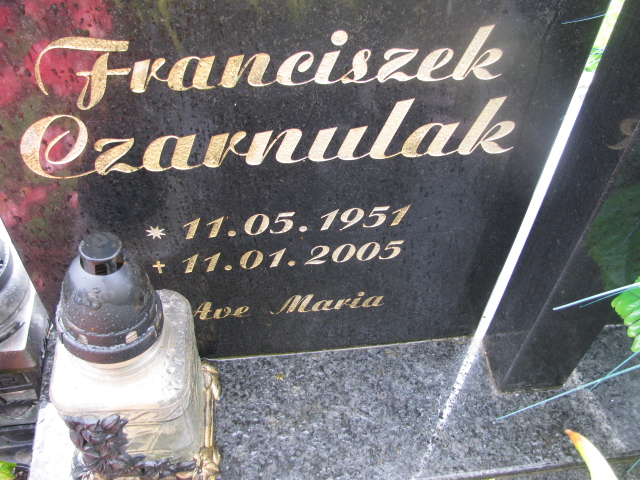 Franciszek
Czarnulak
* 11.05.1951
+ 11.01.2005
Ave Maria